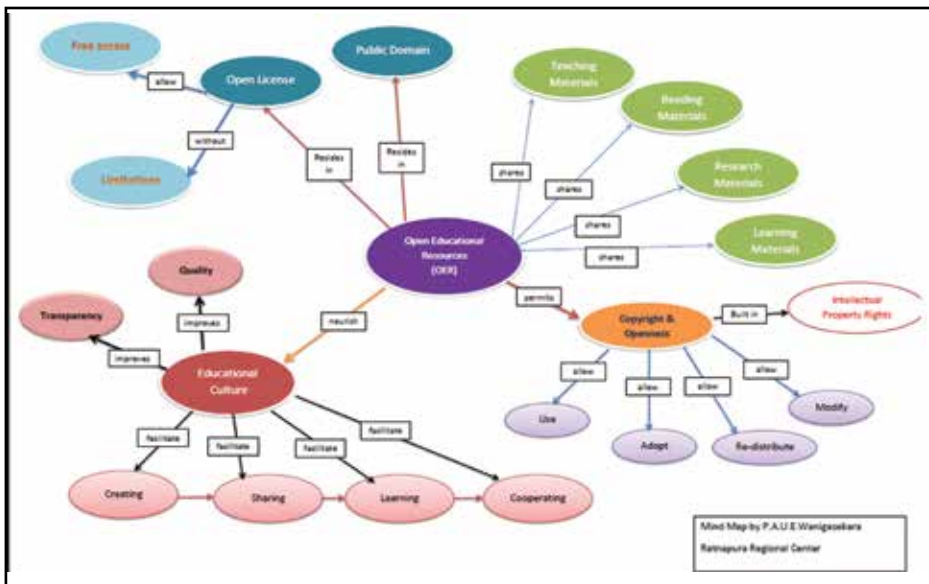 Free access
allow
Open License
without
Limitations
Public Domain
Resides
in
Resides
in
Teaching
Materials
Reading
Materials
Research
Materials
Learning
Materials
shares
shares
shares
shares
Open Educational
Resources
(OER)
permits
Copyright &
Openness
Built in
Intellectual
Property Rights
allow
allow
allow
allow
Use
Adopt
Re-distribute
Modify
nourish
Quality
Transparency
improves
improves
Educational
Culture
facilitate
facilitate
facilitate
facilitate
Creating
Sharing
Learning
Cooperating
Mind Map by P.A.U.E.Wanigasekara
Ratnapura Regional Center